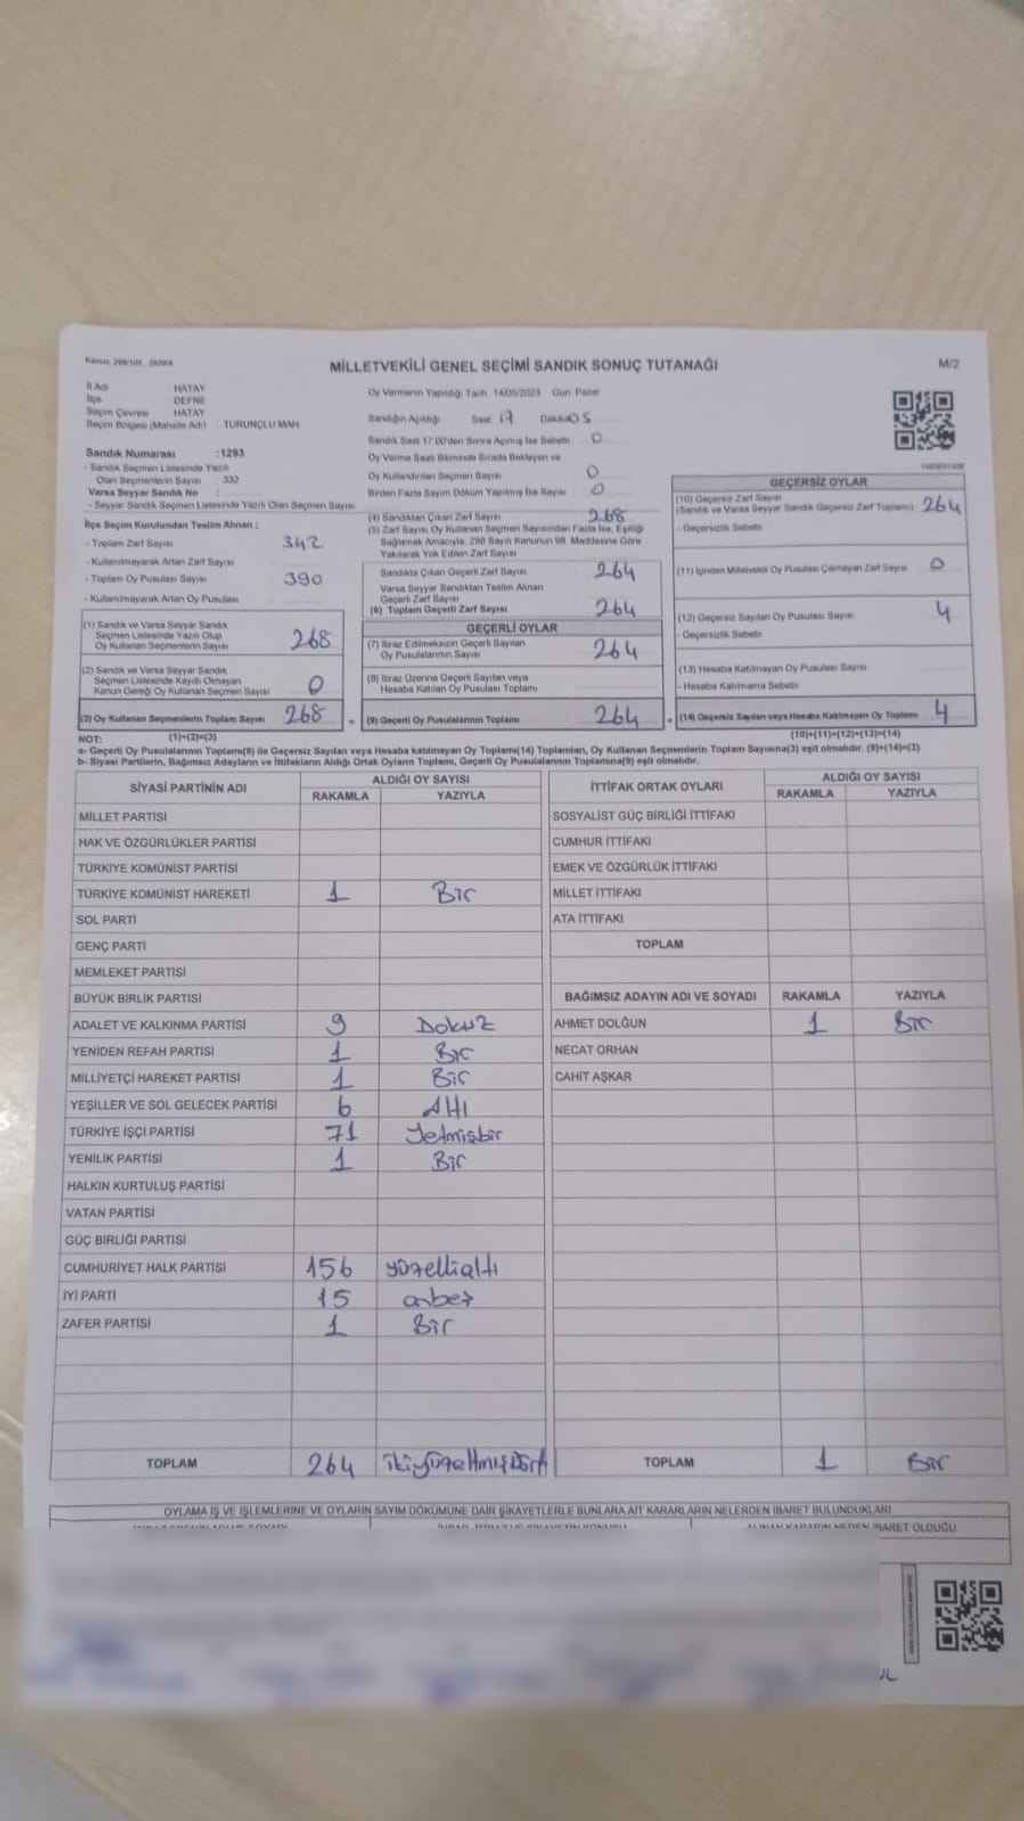 MİLLETVEKİLİ GENEL SEÇİMİ SANDIK SONUÇ TUTANAĞI
M/2
İl Adı HATAY
İlçe DEFNE
Seçim Çevresi HATAY
Seçim Bölgesi (Mahalle Adı) TURUNÇLU MAH
Sandık Numarası :1293
- Sandık Seçmen Listesinde Yazılı
Olan Seçmenlerin Sayısı 332
Varsa Seyyar Sandık No :
- Seyyar Sandık Seçmen Listesinde Yazılı Olan Seçmen Sayısı
İlçe Seçim Kurulundan Teslim Alınan :
- Toplam Zarf Sayısı 342
- Kullanılmayarak Artan Zarf Sayısı
- Toplam Oy Pusulası Sayısı 390
- Kullanılmayarak Artan Oy Pusulası
(1) Sandık ve Varsa Seyyar Sandık
Seçmen Listesinde Yazılı Olup
Oy Kullanan Seçmenlerin Sayısı 268
(2) Sandık ve Varsa Seyyar Sandık
Seçmen Listesinde Kaydı Olmayan
Kanun Gereği Oy Kullanan Seçmen Sayısı 0
(3) Oy Kullanan Seçmenlerin Toplam Sayısı 268
(1)+(2)=(3)
Oy Vermenin Yapıldığı Tarih 14/05/2023 Gün Pazar
Sandığın Açıldığı Saat 17 Dakika 05
Sandık Saat 17.00'den Sonra Açılmış İse Sebebi 0
Oy Verme Saati Bitiminde Sırada Bekleyen ve
Oy Kullandırılan Seçmen Sayısı 0
Birden Fazla Sayım Döküm Yapılmış İse Sayısı 0
(4) Sandıktan Çıkan Zarf Sayısı 268
(5) Zarf Sayısı, Oy Kullanan Seçmen Sayısından Fazla İse, Eşitliği
Sağlamak Amacıyla, 298 Sayılı Kanunun 98. Maddesine Göre
Yakılarak Yok Edilen Zarf Sayısı
Sandıkta Çıkan Geçerli Zarf Sayısı 264
Varsa Seyyar Sandıktan Teslim Alınan
Geçerli Zarf Sayısı
(6) Toplam Geçerli Zarf Sayısı 264
GEÇERLİ OYLAR
(7) İtiraz Edilmeksizin Geçerli Sayılan
Oy Pusulalarının Sayısı 264
(8) İtiraz Üzerine Geçerli Sayılan veya
Hesaba Katılan Oy Pusulası Toplamı
(9) Geçerli Oy Pusulalarının Toplamı 264
GEÇERSİZ OYLAR
(10) Geçersiz Zarf Sayısı
(Sandık ve Varsa Seyyar Sandık Geçersiz Zarf Toplamı) 264
- Geçersizlik Sebebi
(11) İçinden Milletvekili Oy Pusulası Çıkmayan Zarf Sayısı 0
(12) Geçersiz Sayılan Oy Pusulası Sayısı 4
- Geçersizlik Sebebi
(13) Hesaba Katılmayan Oy Pusulası Sayısı
- Hesaba Katılmama Sebebi
(14) Geçersiz Sayılan veya Hesaba Katılmayan Oy Toplamı 4
(10)+(11)+(12)+(13)=(14)
NOT:
a- Geçerli Oy Pusulalarının Toplamı(9) ile Geçersiz Sayılan veya Hesaba katılmayan Oy Toplamı(14) Toplamları, Oy Kullanan Seçmenlerin Toplam Sayısına(3) eşit olmalıdır. (9)+(14)=(3)
b- Siyasi Partilerin, Bağımsız Adayların ve İttifakların Aldığı Ortak Oyların Toplamı, Geçerli Oy Pusulalarının Toplamına(9) eşit olmalıdır.
SİYASİ PARTİNİN ADI ALDIĞI OY SAYISI
RAKAMLA YAZIYLA
MİLLET PARTİSİ
HAK VE ÖZGÜRLÜKLER PARTİSİ
TÜRKİYE KOMÜNİST PARTİSİ
TÜRKİYE KOMÜNİST HAREKETİ 1 Bir
SOL PARTİ
GENÇ PARTİ
MEMLEKET PARTİSİ
BÜYÜK BİRLİK PARTİSİ
ADALET VE KALKINMA PARTİSİ 9 Dokuz
YENİDEN REFAH PARTİSİ 1 Bir
MİLLİYETÇİ HAREKET PARTİSİ 1 Bir
YEŞİLLER VE SOL GELECEK PARTİSİ 6 Altı
TÜRKİYE İŞÇİ PARTİSİ 71 Yetmişbir
YENİLİK PARTİSİ 1 Bir
HALKIN KURTULUŞ PARTİSİ
VATAN PARTİSİ
GÜÇ BİRLİĞİ PARTİSİ
CUMHURİYET HALK PARTİSİ 156 yüzellialtı
İYİ PARTİ 15 onbeş
ZAFER PARTİSİ 1 Bir
TOPLAM 264 ikiyüzaltmışdört
İTTİFAK ORTAK OYLARI ALDIĞI OY SAYISI
RAKAMLA YAZIYLA
SOSYALİST GÜÇ BİRLİĞİ İTTİFAKI
CUMHUR İTTİFAKI
EMEK VE ÖZGÜRLÜK İTTİFAKI
MİLLET İTTİFAKI
ATA İTTİFAKI
TOPLAM
BAĞIMSIZ ADAYIN ADI VE SOYADI RAKAMLA YAZIYLA
AHMET DOLĞUN 1 Bir
NECAT ORHAN
CAHİT AŞKAR
TOPLAM 1 Bir
OYLAMA İŞ VE İŞLEMLERİNE VE OYLARIN SAYIM DÖKÜMÜNE DAİR ŞİKAYETLERLE BUNLARA AİT KARARLARIN NELERDEN İBARET BULUNDUKLARI
İBARET OLDUĞU